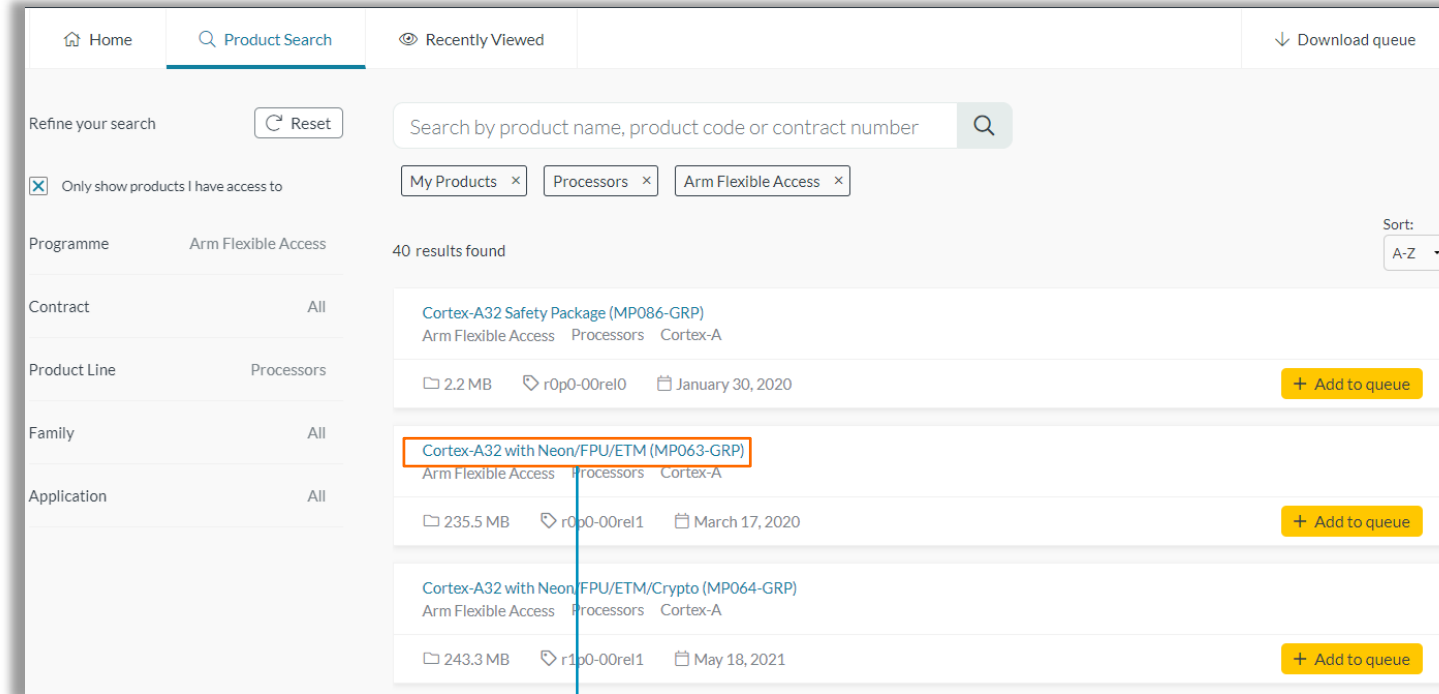 Home Product Search Recently Viewed Download queue
Refine your search Reset
Search by product name, product code or contract number
Only show products I have access to
My Products × Processors × Arm Flexible Access ×
Programme Arm Flexible Access
Sort:
40 results found
A-Z
Contract All
Cortex-A32 Safety Package (MP086-GRP)
Arm Flexible Access Processors Cortex-A
Product Line Processors
2.2 MB r0p0-00rel0 January 30, 2020 + Add to queue
Family All
Cortex-A32 with Neon/FPU/ETM (MP063-GRP)
Arm Flexible Access Processors Cortex-A
Application All
235.5 MB r0p0-00rel1 March 17, 2020 + Add to queue
Cortex-A32 with Neon/FPU/ETM/Crypto (MP064-GRP)
Arm Flexible Access Processors Cortex-A
243.3 MB r1p0-00rel1 May 18, 2021 + Add to queue